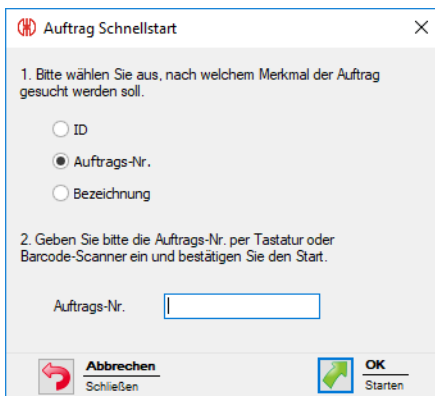 Auftrag Schnellstart
1. Bitte wählen Sie aus, nach welchem Merkmal der Auftrag
gesucht werden soll.
ID
Auftrags-Nr.
Bezeichnung
2. Geben Sie bitte die Auftrags-Nr. per Tastatur oder
Barcode-Scanner ein und bestätigen Sie den Start.
Auftrags-Nr.
Abbrechen
Schließen
OK
Starten